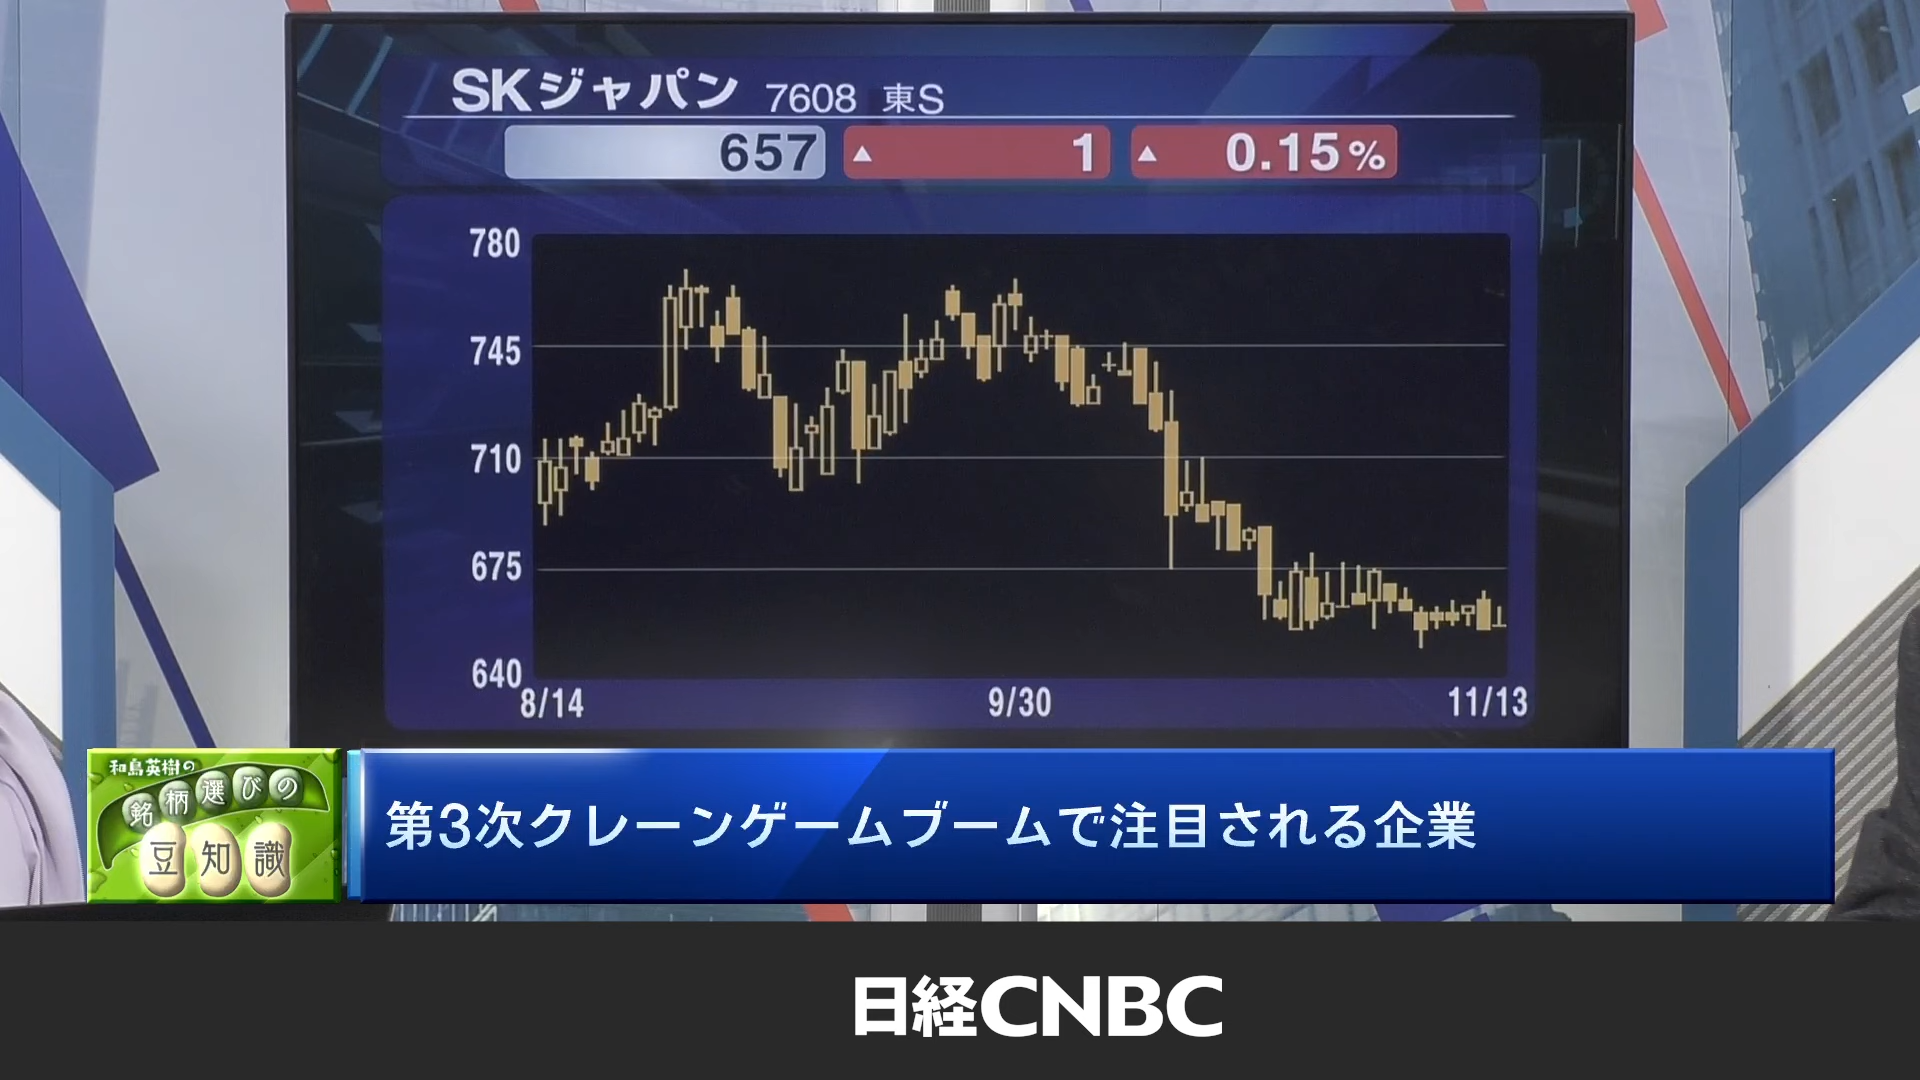 SKジャパン 7608 東S
657 ▲ 1 ▲ 0.15%
780
745
710
675
640
8/14 9/30 11/13
和島英樹の
銘柄選びの
豆知識
第3次クレーンゲームブームで注目される企業
日経CNBC